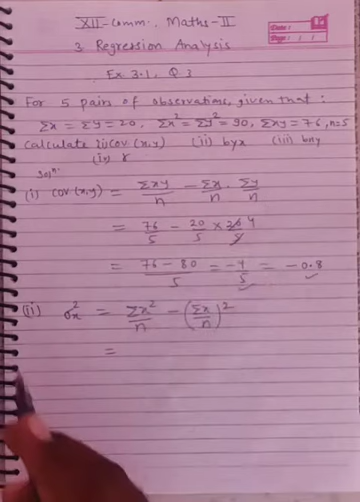 XII - Comm. Maths - II
3 Regression Analysis
Ex 3.1, Q 3
For 5 pairs of observations, given that :
Σx = Σy = 20, Σx² = Σy² = 90, Σxy = 76, n=5
Calculate (i) cov (x,y) (ii) byx (iii) bxy
(iv) r
Solⁿ:
(i) cov (x,y) = Σxy/n - Σx/n . Σy/n
= 76/5 - 20/5 × 20/5 4
= 76 - 80/5 = -4/5 = -0.8
(ii) σx² = Σx²/n - (Σx/n)²
=